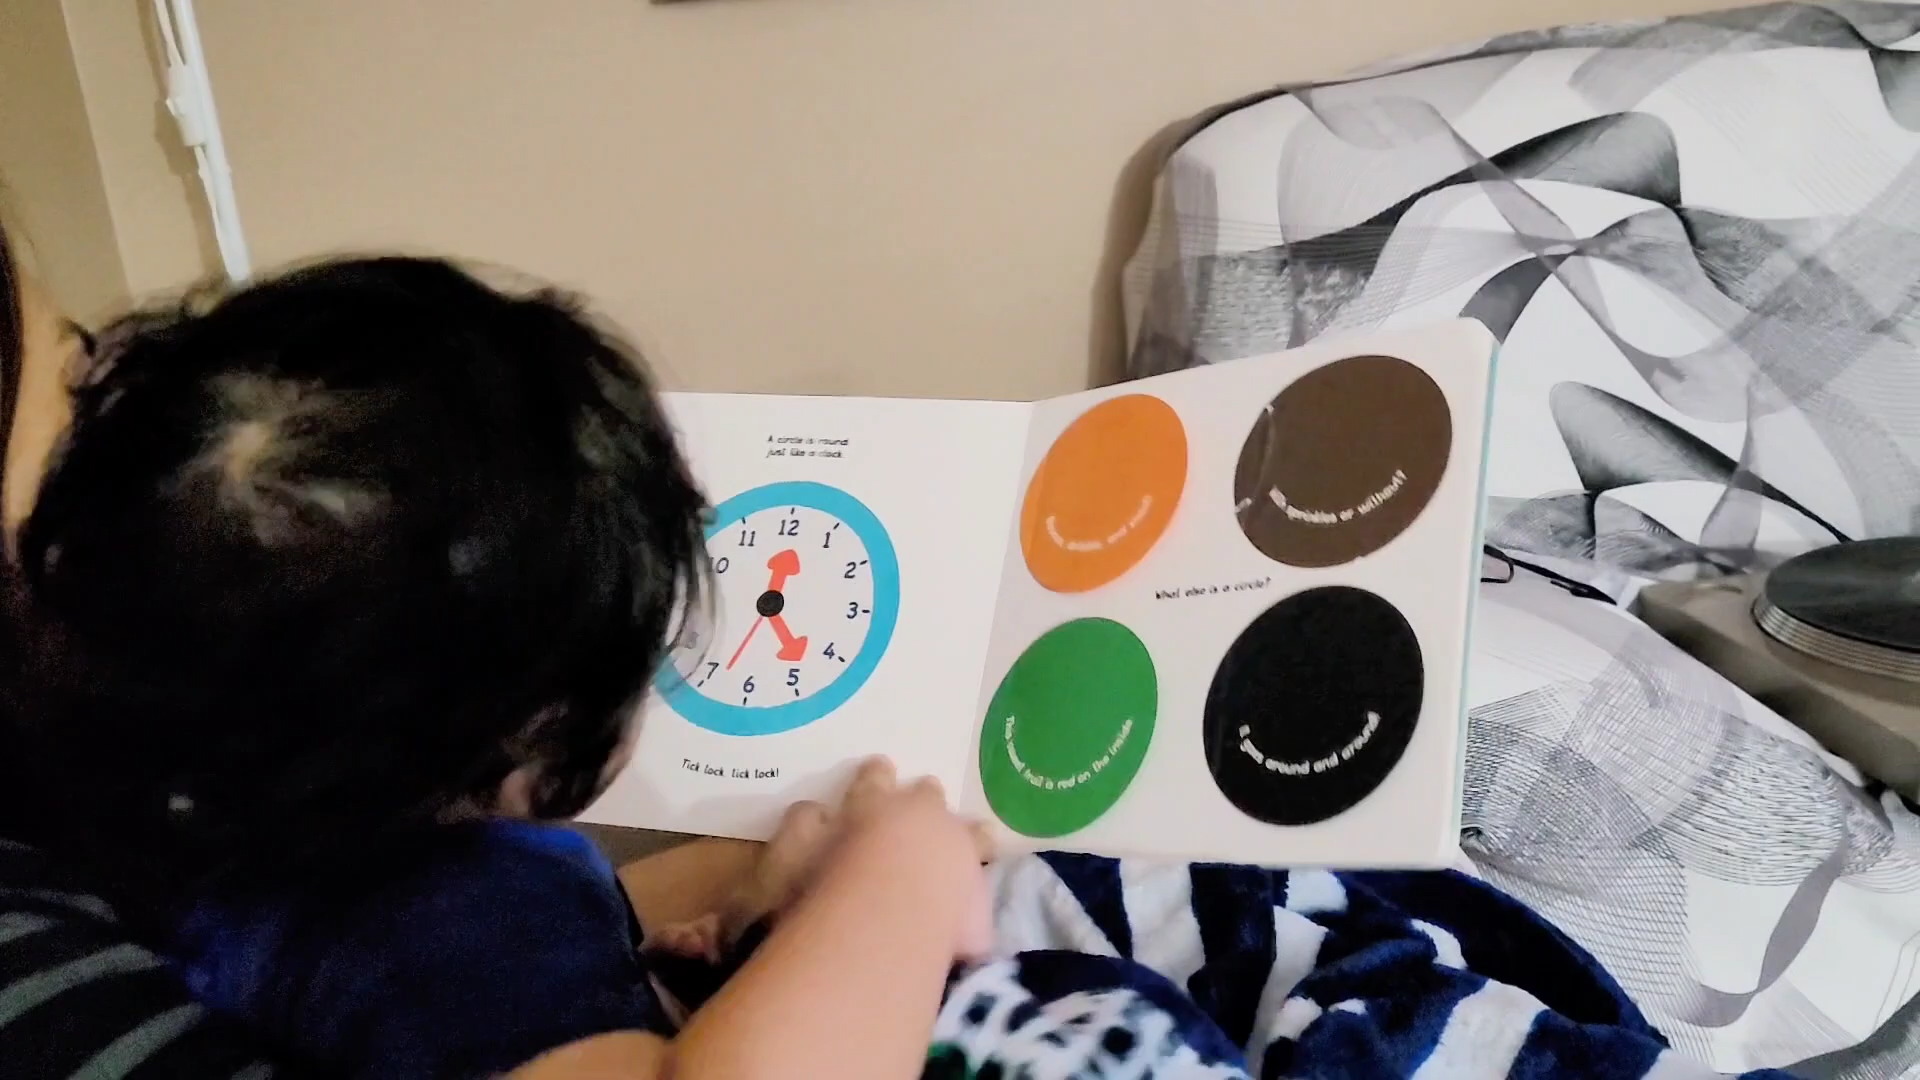 A circle is round
just like a clock.
12
11
1
10
2
3
8
4
7
5
6
Tick tock, tick tock!
sprinkles or without?
What else is a circle?
This round fruit is red on the inside
It goes around and around